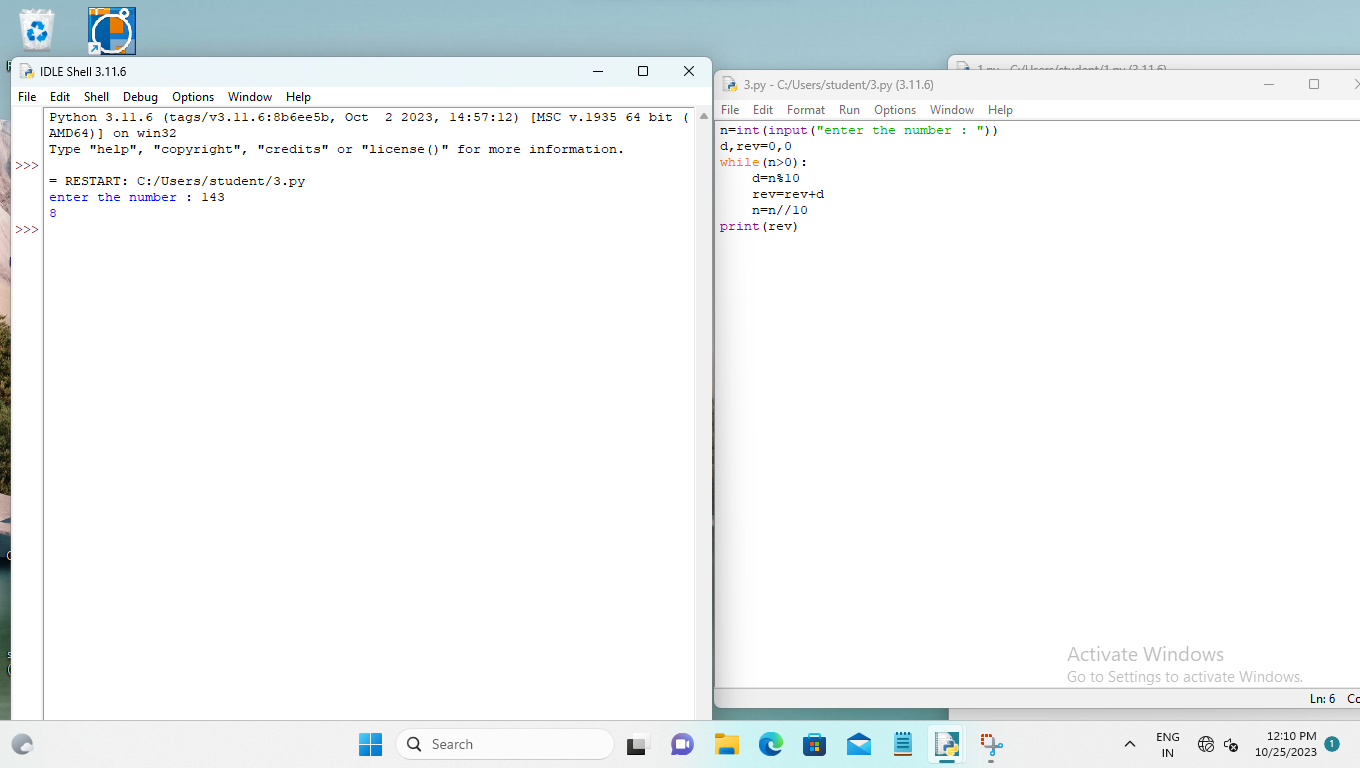 IDLE Shell 3.11.6
File Edit Shell Debug Options Window Help
Python 3.11.6 (tags/v3.11.6:8b6ee5b, Oct  2 2023, 14:57:12) [MSC v.1935 64 bit (
AMD64)] on win32
Type "help", "copyright", "credits" or "license()" for more information.
>>>
= RESTART: C:/Users/student/3.py
enter the number : 143
8
>>>
3.py - C:/Users/student/3.py (3.11.6)
File Edit Format Run Options Window Help
n=int(input("enter the number : "))
d,rev=0,0
while(n>0):
    d=n%10
    rev=rev+d
    n=n//10
print(rev)
Activate Windows
Go to Settings to activate Windows.
Ln: 6
Search
ENG
IN
12:10 PM
10/25/2023
1